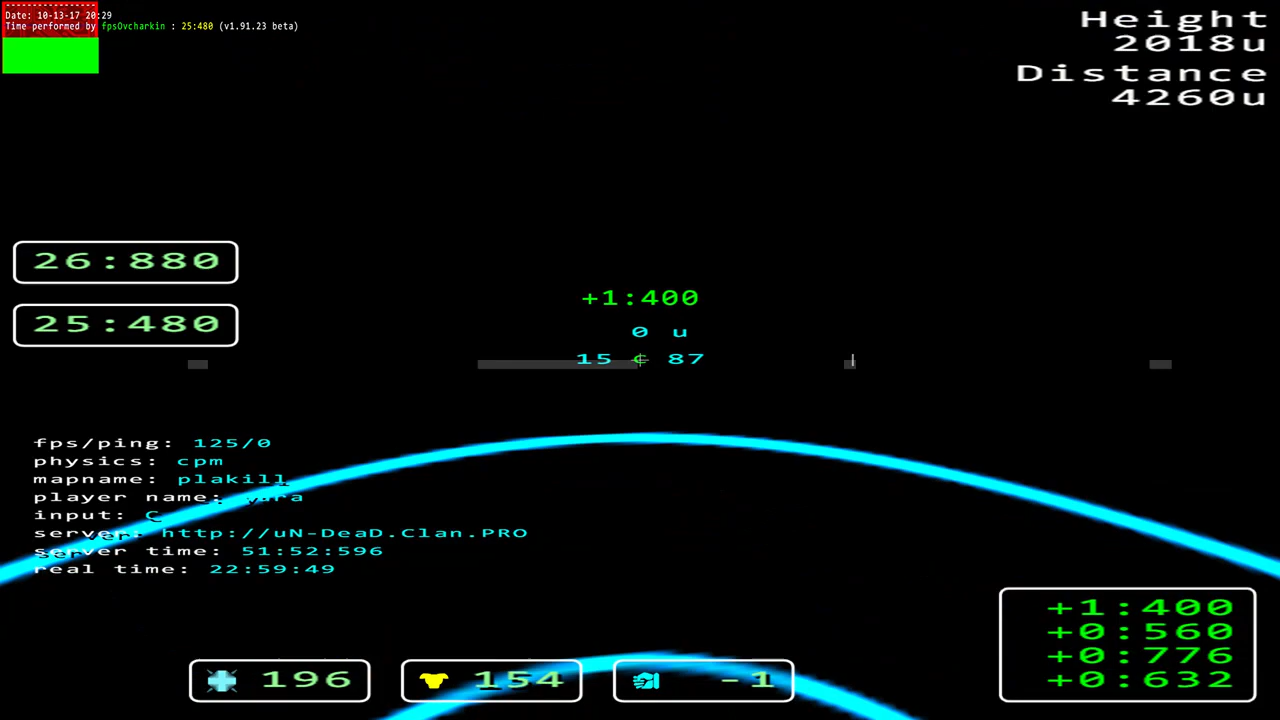 Date: 10-13-17 20:29
Time performed by fpsOvcharkin : 25:480 (v1.91.23 beta)
Height
2018u
Distance
4260u
26:880
25:480
+1:400
0 u
15 87
fps/ping: 125/0
physics: cpm
mapname: plakill
player name:
input: C
server: http://uN-DeaD.Clan.PRO
server time: 51:52:596
real time: 22:59:49
196
154
-1
+1:400
+0:560
+0:776
+0:632